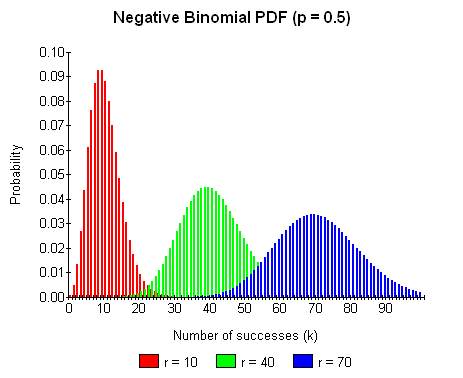 Negative Binomial PDF (p = 0.5)
0.10
0.09
0.08
0.07
0.06
0.05
0.04
0.03
0.02
0.01
0.00
Probability
0 10 20 30 40 50 60 70 80 90
Number of successes (k)
r = 10 r = 40 r = 70